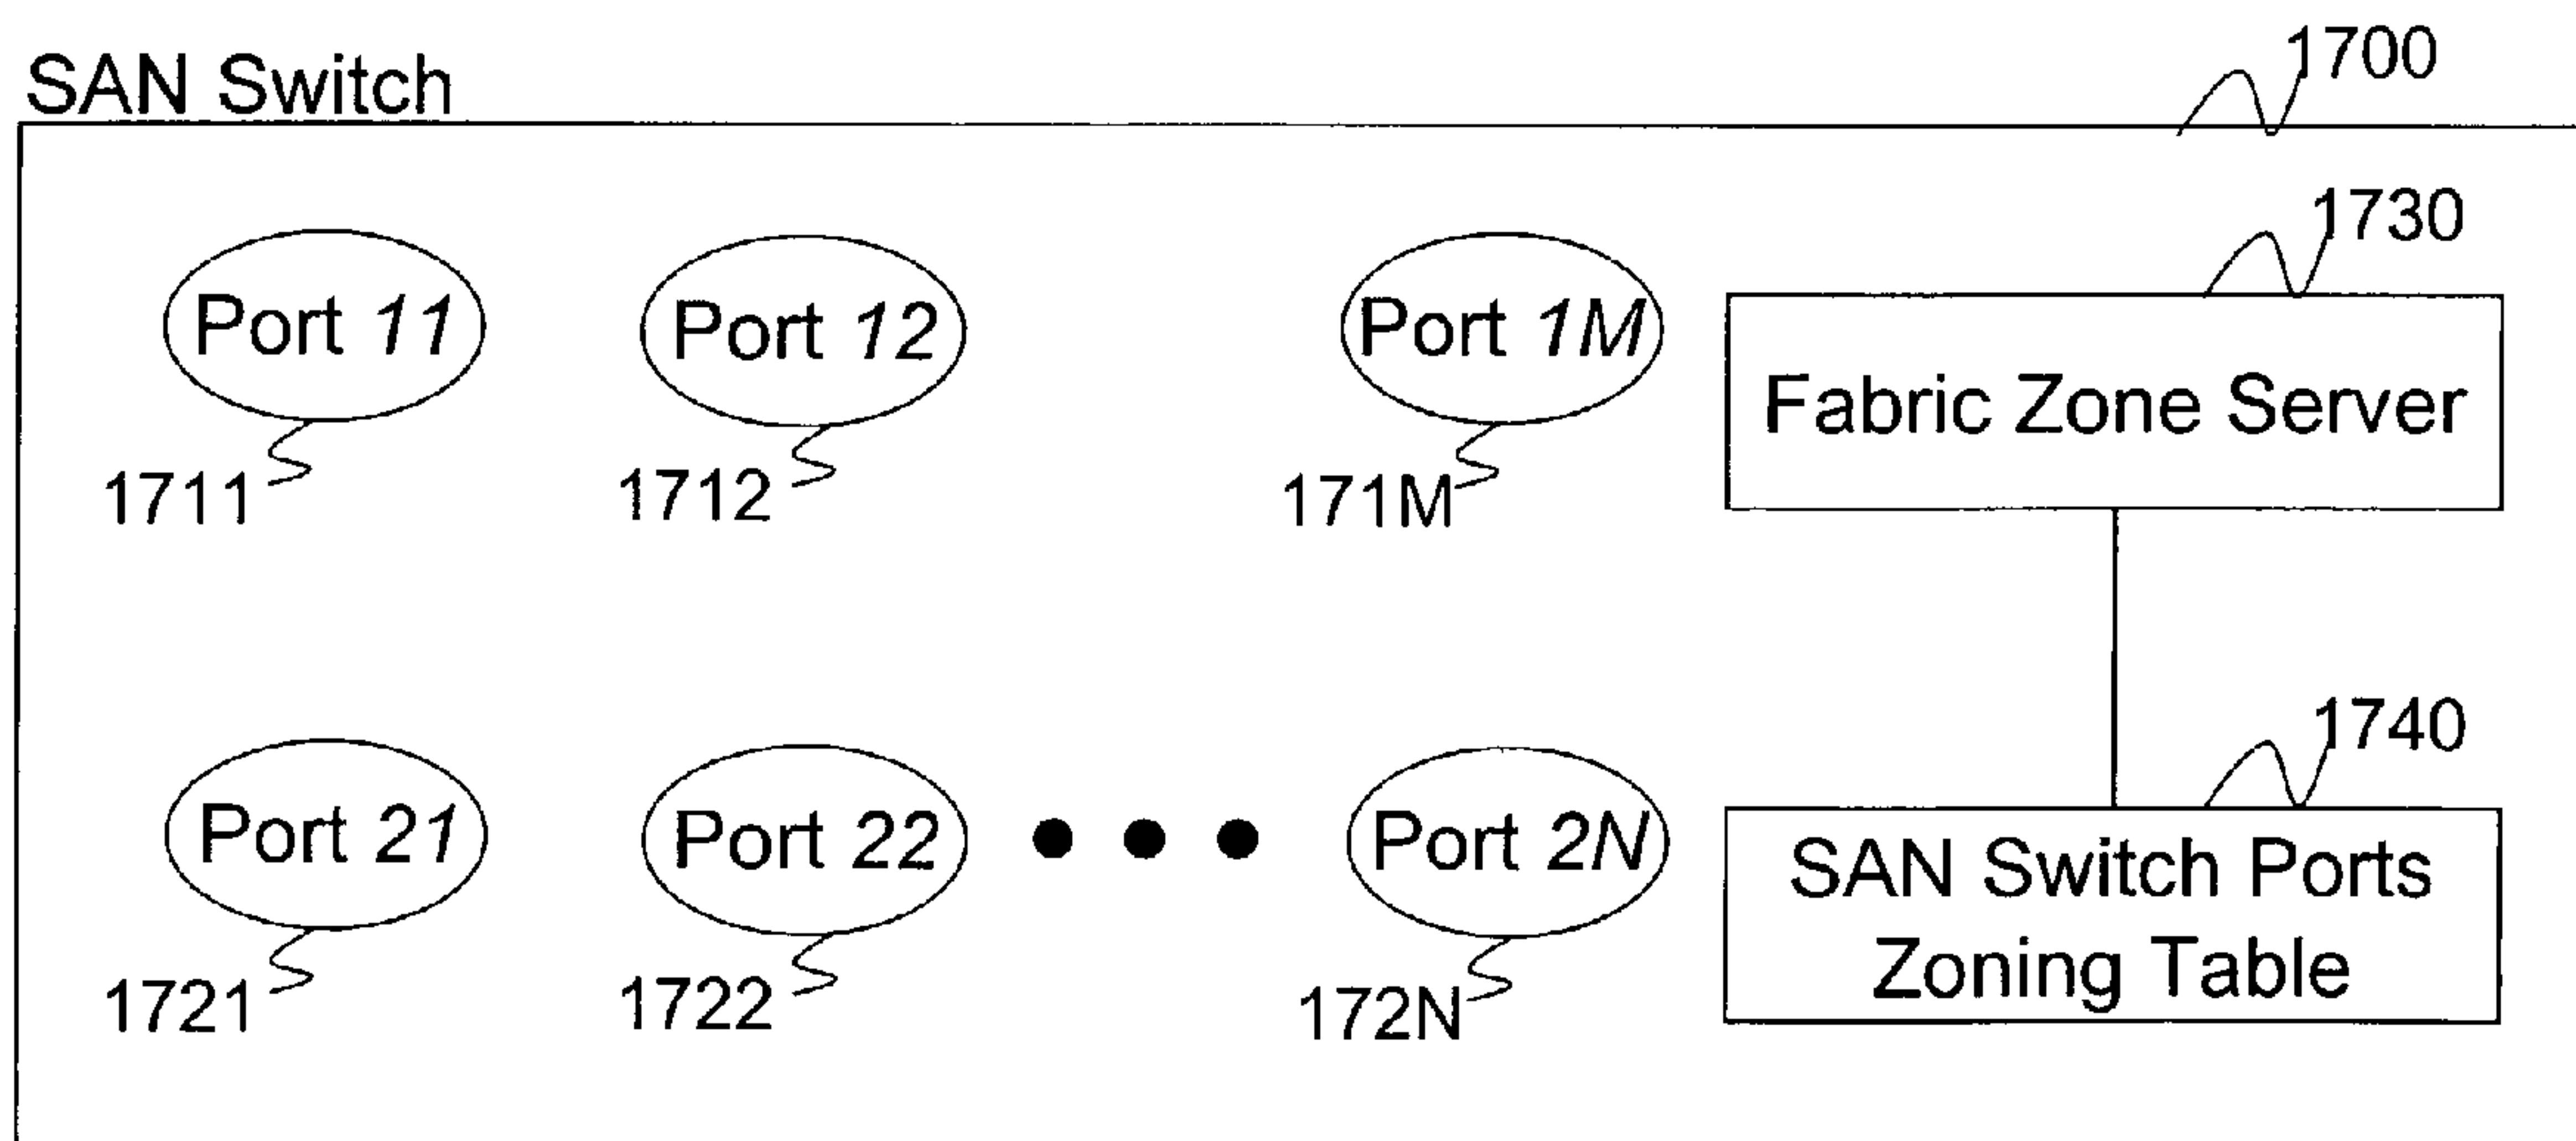 SAN Switch
1700
1730
Port 11
Port 12
Port 1M
Fabric Zone Server
1711
1712
171M
1740
Port 21
Port 22
● ● ●
Port 2N
SAN Switch Ports
Zoning Table
1721
1722
172N